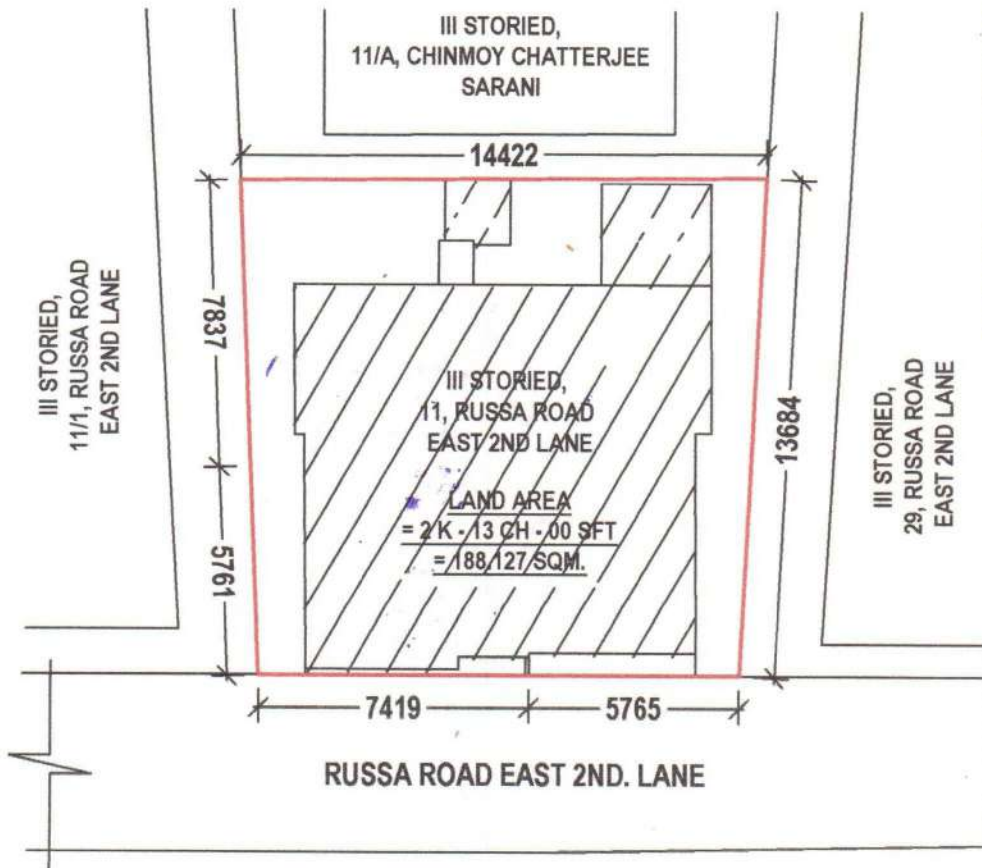 III STORIED,
11/A, CHINMOY CHATTERJEE
SARANI
14422
III STORIED,
11/1, RUSSA ROAD
EAST 2ND LANE
7837
5761
III STORIED,
11, RUSSA ROAD
EAST 2ND LANE
LAND AREA
= 2 K - 13 CH - 00 SFT
= 188.127 SQM.
13684
III STORIED,
29, RUSSA ROAD
EAST 2ND LANE
7419
5765
RUSSA ROAD EAST 2ND. LANE